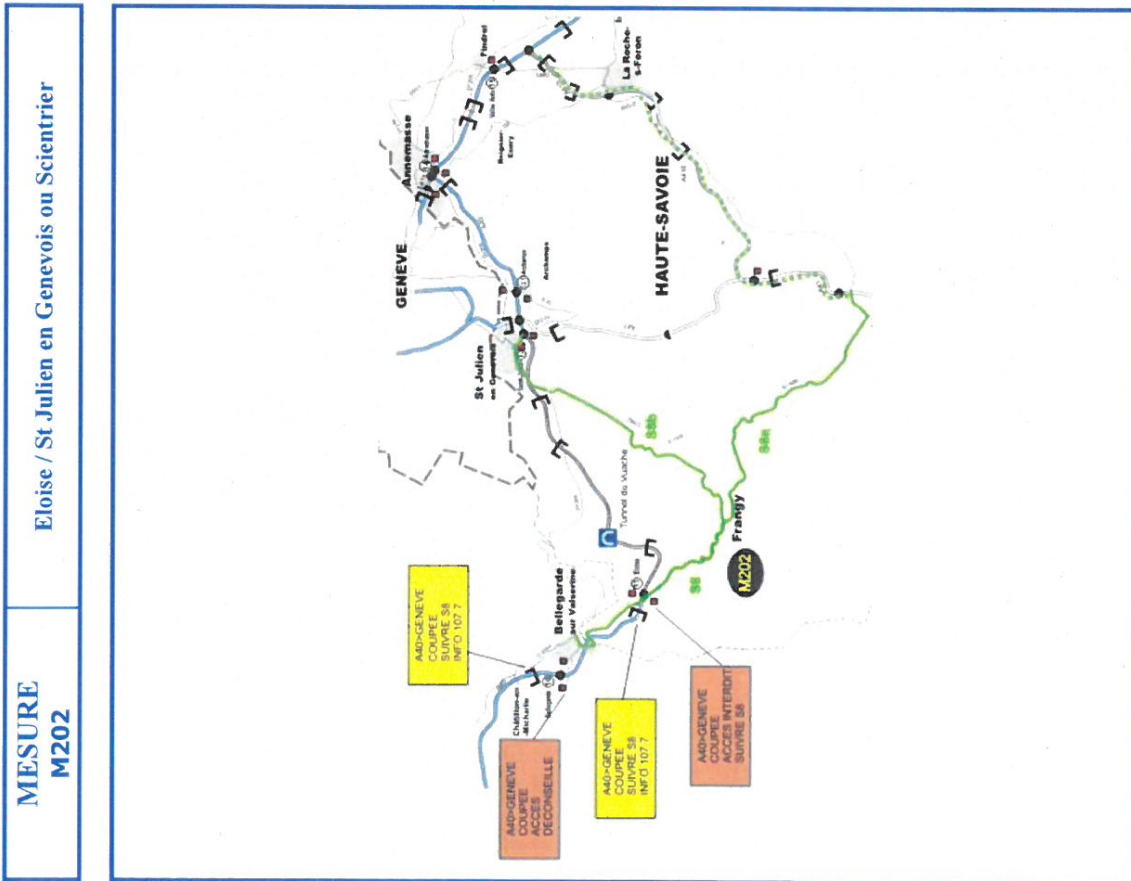 MESURE
M202
Eloise / St Julien en Genevois ou Scientrier
A40>GENEVE
COUPEE
SUIVRE S8
INFO 107.7
A40>GENEVE
COUPEE
ACCES
DECONSEILLE
A40>GENEVE
COUPEE
SUIVRE S8
INFO 107.7
A40>GENEVE
COUPEE
ACCES INTERDIT
SUIVRE S8
Bellegarde
sur Valserine
Tunnel du Vuache
S8
M202
Frangy
S8b
S8a
St Julien
en Genevois
Archamps
GENEVE
Annemasse
HAUTE-SAVOIE
La Roche-
s-Foron
Findrol